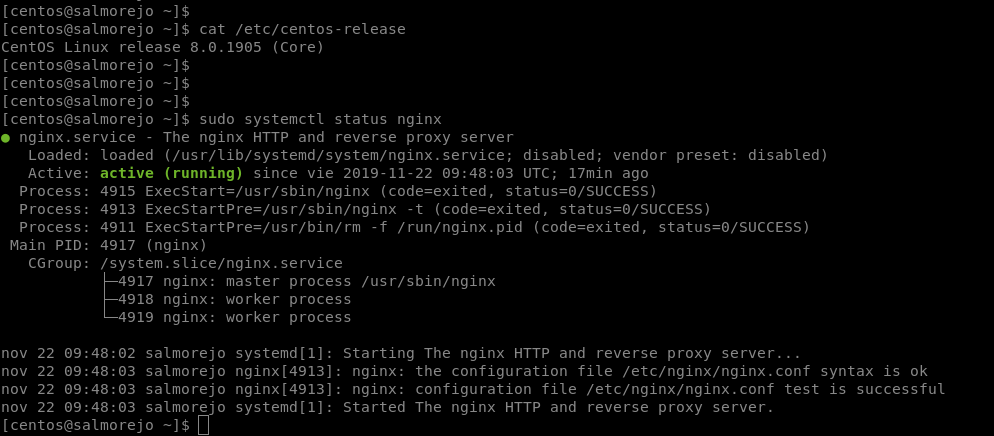 [centos@salmorejo ~]$
[centos@salmorejo ~]$ cat /etc/centos-release
CentOS Linux release 8.0.1905 (Core)
[centos@salmorejo ~]$
[centos@salmorejo ~]$
[centos@salmorejo ~]$
[centos@salmorejo ~]$ sudo systemctl status nginx
● nginx.service - The nginx HTTP and reverse proxy server
   Loaded: loaded (/usr/lib/systemd/system/nginx.service; disabled; vendor preset: disabled)
   Active: active (running) since vie 2019-11-22 09:48:03 UTC; 17min ago
  Process: 4915 ExecStart=/usr/sbin/nginx (code=exited, status=0/SUCCESS)
  Process: 4913 ExecStartPre=/usr/sbin/nginx -t (code=exited, status=0/SUCCESS)
  Process: 4911 ExecStartPre=/usr/bin/rm -f /run/nginx.pid (code=exited, status=0/SUCCESS)
 Main PID: 4917 (nginx)
   CGroup: /system.slice/nginx.service
           ├─4917 nginx: master process /usr/sbin/nginx
           ├─4918 nginx: worker process
           └─4919 nginx: worker process

nov 22 09:48:02 salmorejo systemd[1]: Starting The nginx HTTP and reverse proxy server...
nov 22 09:48:03 salmorejo nginx[4913]: nginx: the configuration file /etc/nginx/nginx.conf syntax is ok
nov 22 09:48:03 salmorejo nginx[4913]: nginx: configuration file /etc/nginx/nginx.conf test is successful
nov 22 09:48:03 salmorejo systemd[1]: Started The nginx HTTP and reverse proxy server.
[centos@salmorejo ~]$